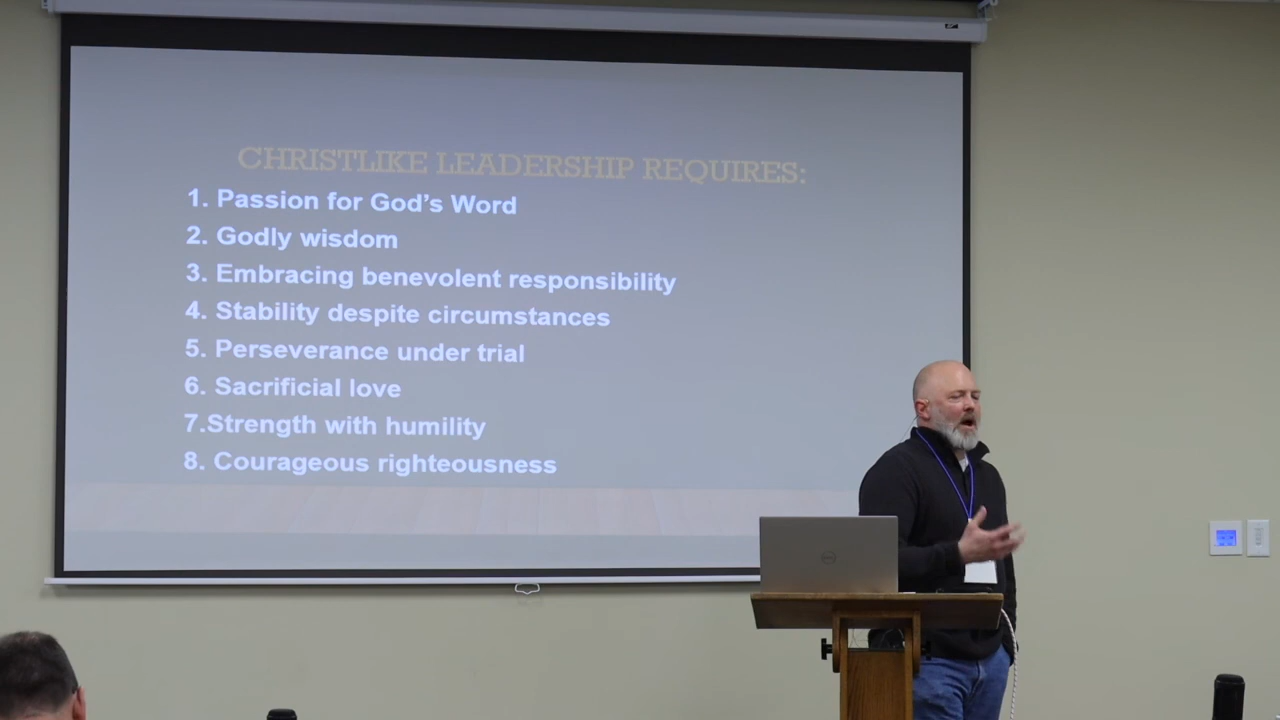 CHRISTLIKE LEADERSHIP REQUIRES:
1. Passion for God's Word
2. Godly wisdom
3. Embracing benevolent responsibility
4. Stability despite circumstances
5. Perseverance under trial
6. Sacrificial love
7.Strength with humility
8. Courageous righteousness
DELL